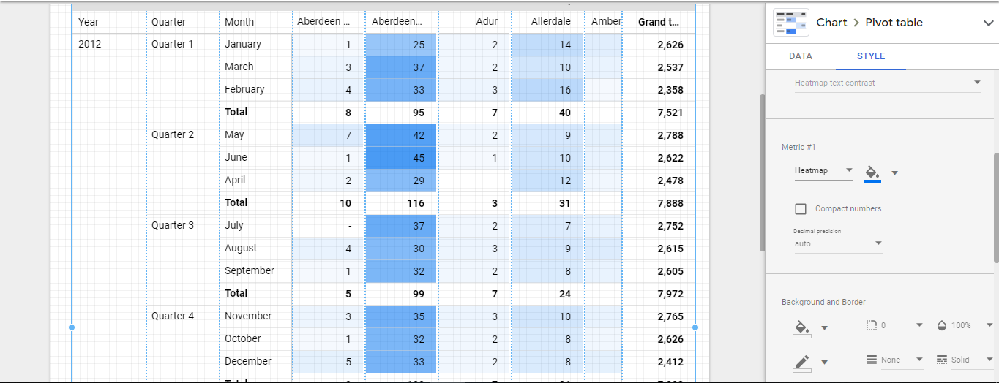 Year Quarter Month Aberdeen ... Aberdeen... Adur Allerdale Amber Grand t...
2012 Quarter 1 January 1 25 2 14 2,626
March 3 37 2 10 2,537
February 4 33 3 16 2,358
Total 8 95 7 40 7,521
Quarter 2 May 7 42 2 9 2,788
June 1 45 1 10 2,622
April 2 29 - 12 2,478
Total 10 116 3 31 7,888
Quarter 3 July - 37 2 7 2,752
August 4 30 3 9 2,615
September 1 32 2 8 2,605
Total 5 99 7 24 7,972
Quarter 4 November 3 35 3 10 2,765
October 1 32 2 8 2,626
December 5 33 2 8 2,412
Chart > Pivot table
DATA STYLE
Heatmap text contrast
Metric #1
Heatmap
Compact numbers
Decimal precision
auto
Background and Border
0 100%
None Solid